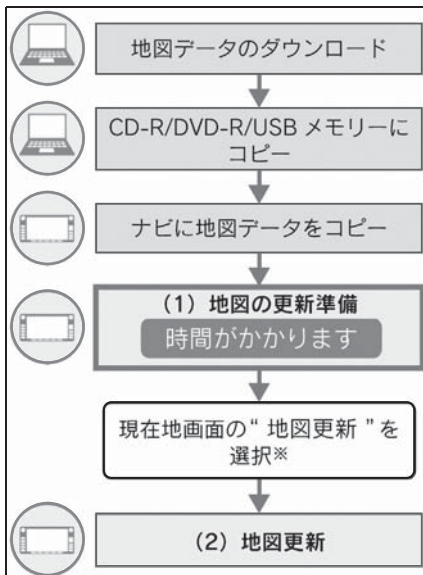 地図データのダウンロード
CD-R/DVD-R/USB メモリーに
コピー
ナビに地図データをコピー
(1) 地図の更新準備
時間がかかります
現在地画面の“ 地図更新 ”を
選択※
(2) 地図更新